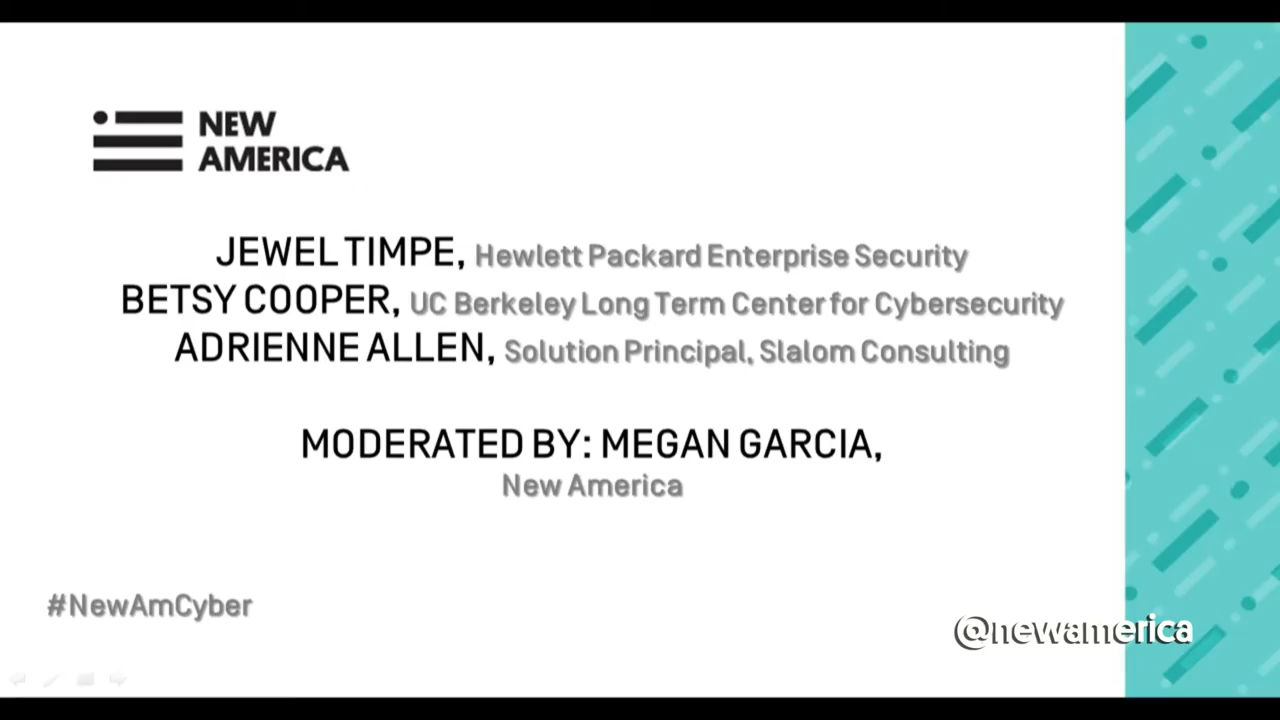 NEW
AMERICA
JEWEL TIMPE, Hewlett Packard Enterprise Security
BETSY COOPER, UC Berkeley Long Term Center for Cybersecurity
ADRIENNE ALLEN, Solution Principal, Slalom Consulting
MODERATED BY: MEGAN GARCIA,
New America
#NewAmCyber
@newamerica